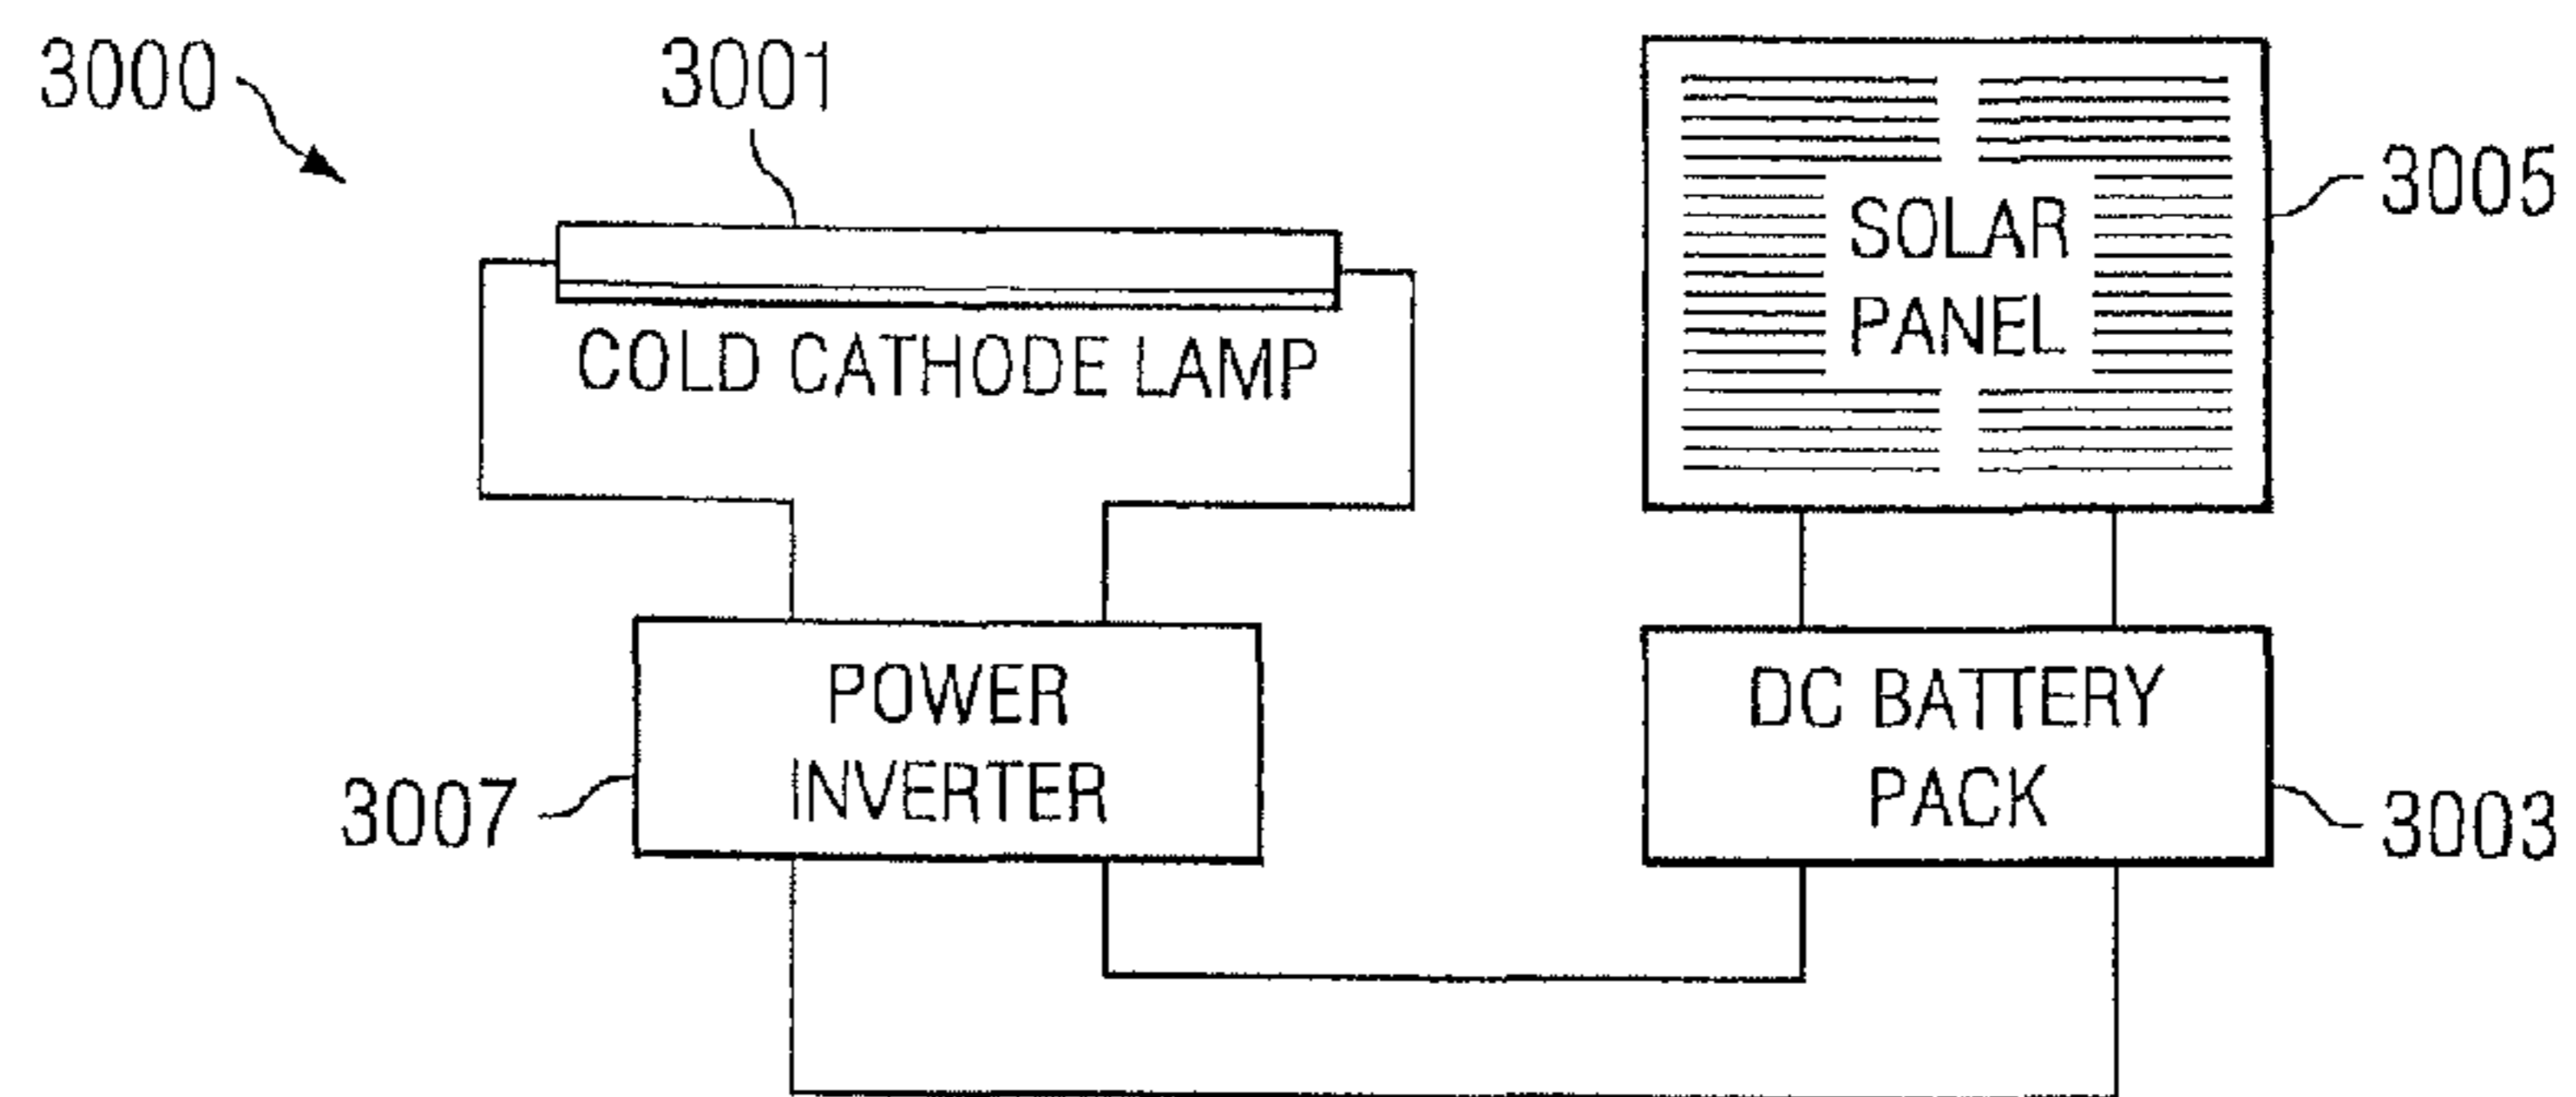 3000
3001
3005
SOLAR
PANEL
COLD CATHODE LAMP
POWER
INVERTER
3007
DC BATTERY
PACK
3003